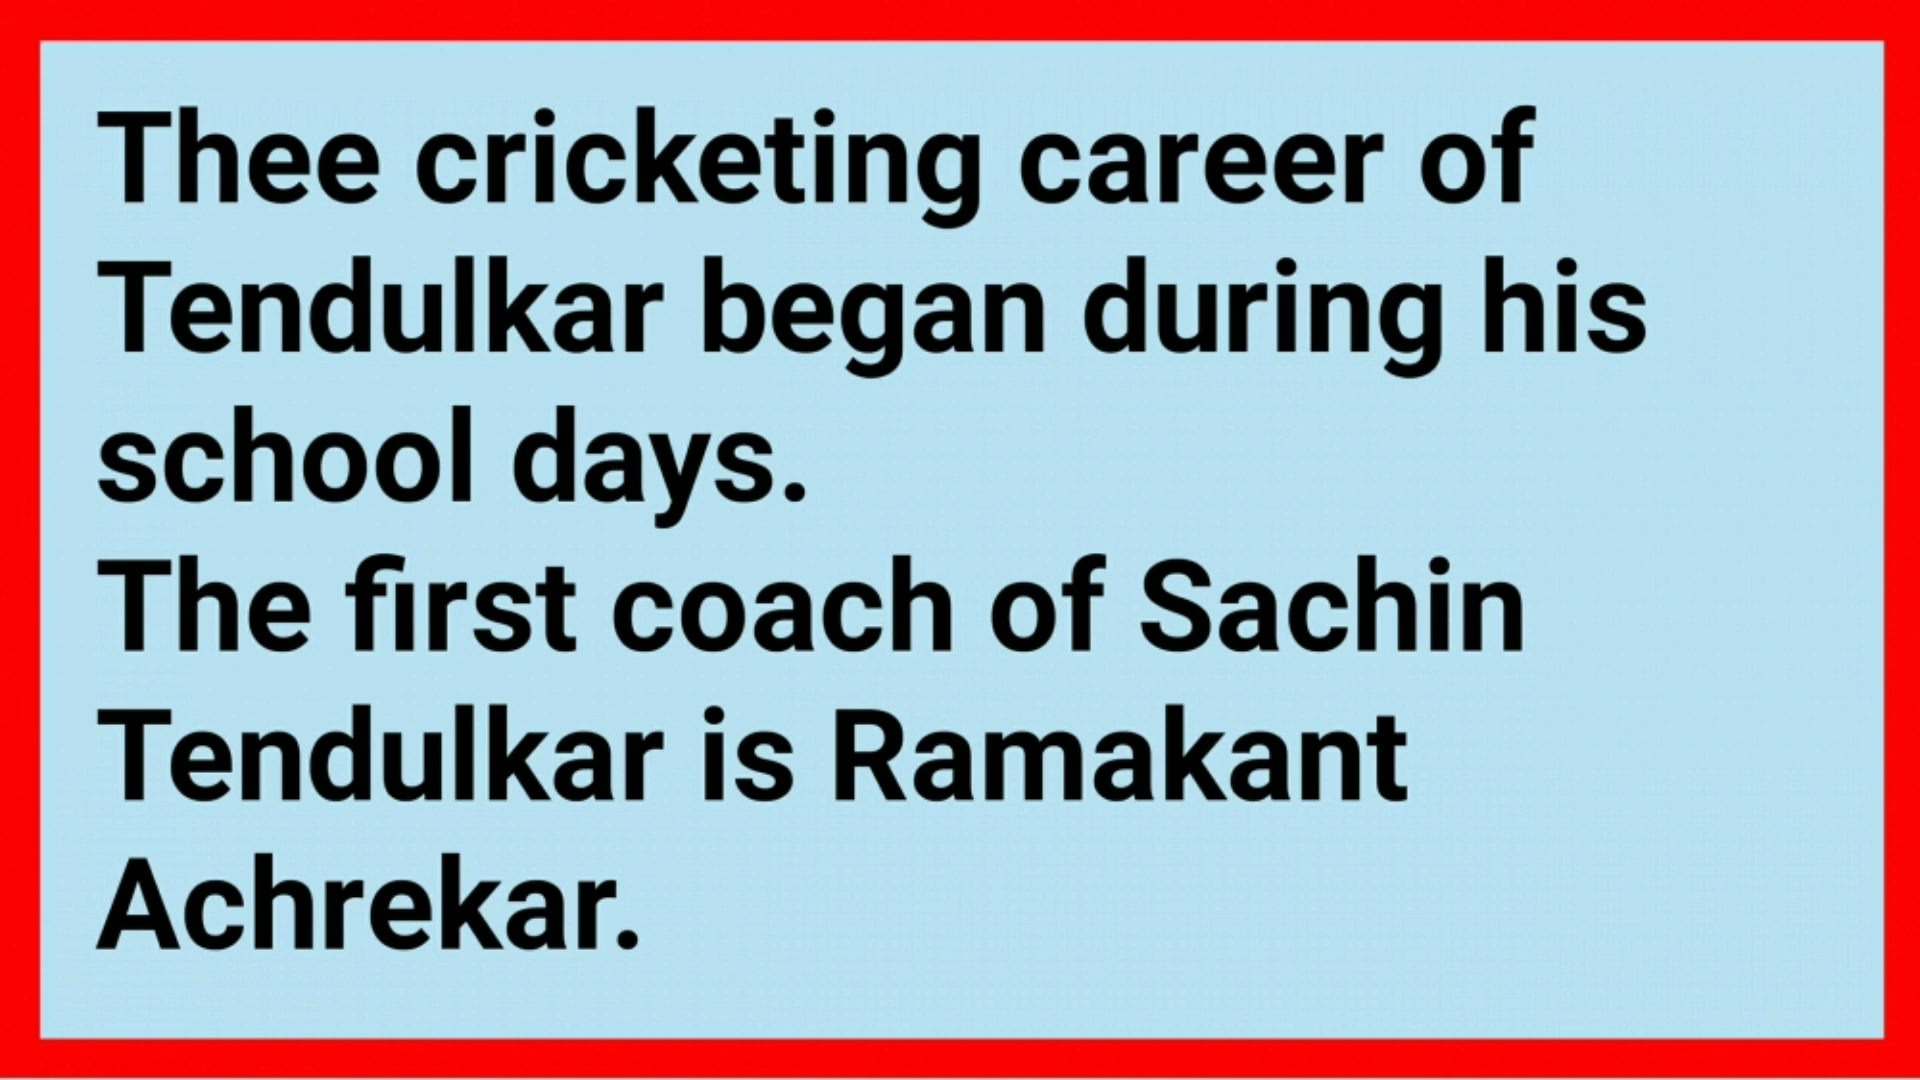 Thee cricketing career of
Tendulkar began during his
school days.
The first coach of Sachin
Tendulkar is Ramakant
Achrekar.